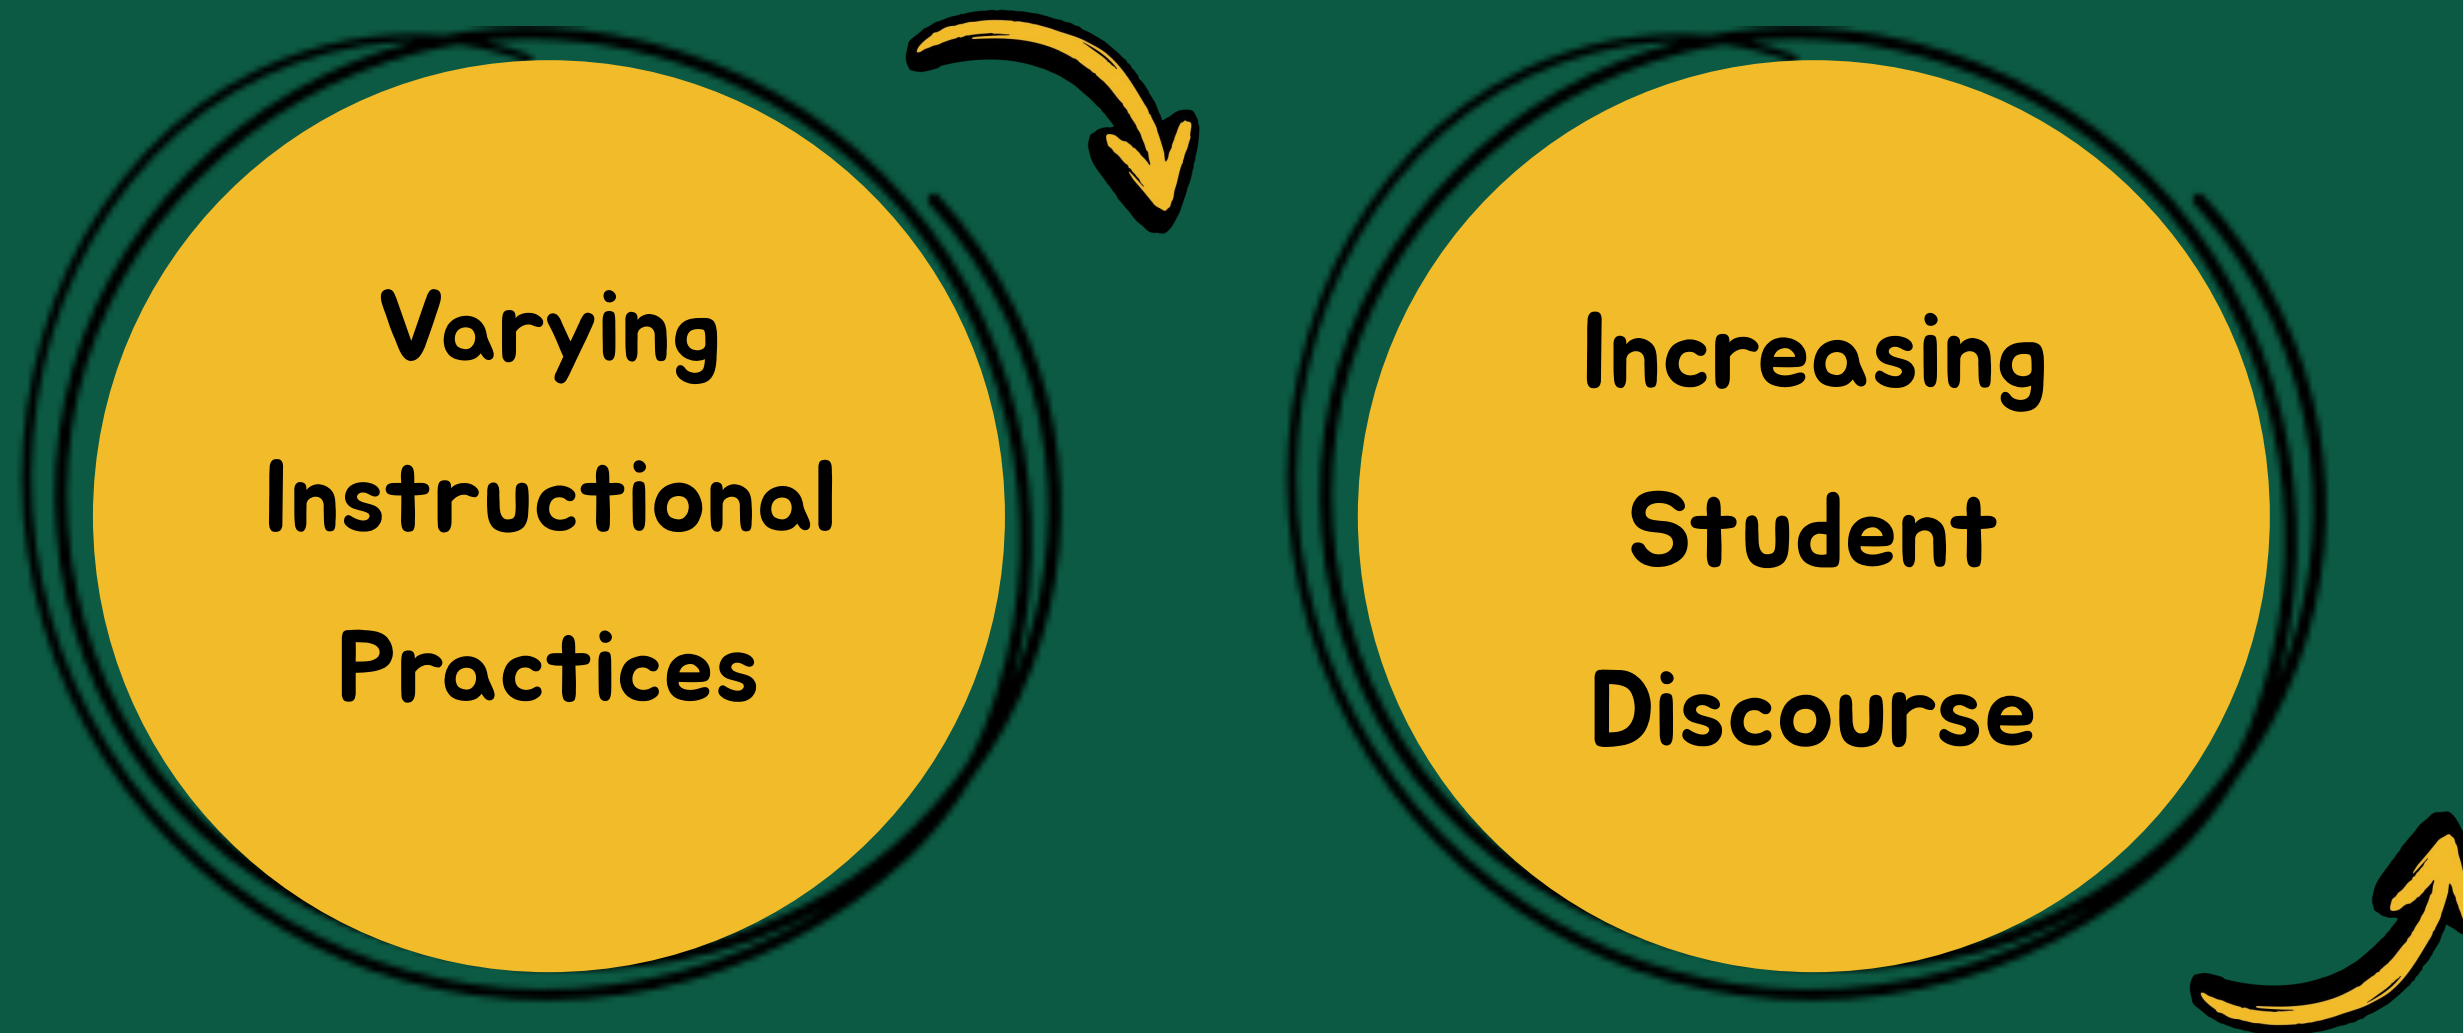 Varying
Instructional
Practices
Increasing
Student
Discourse